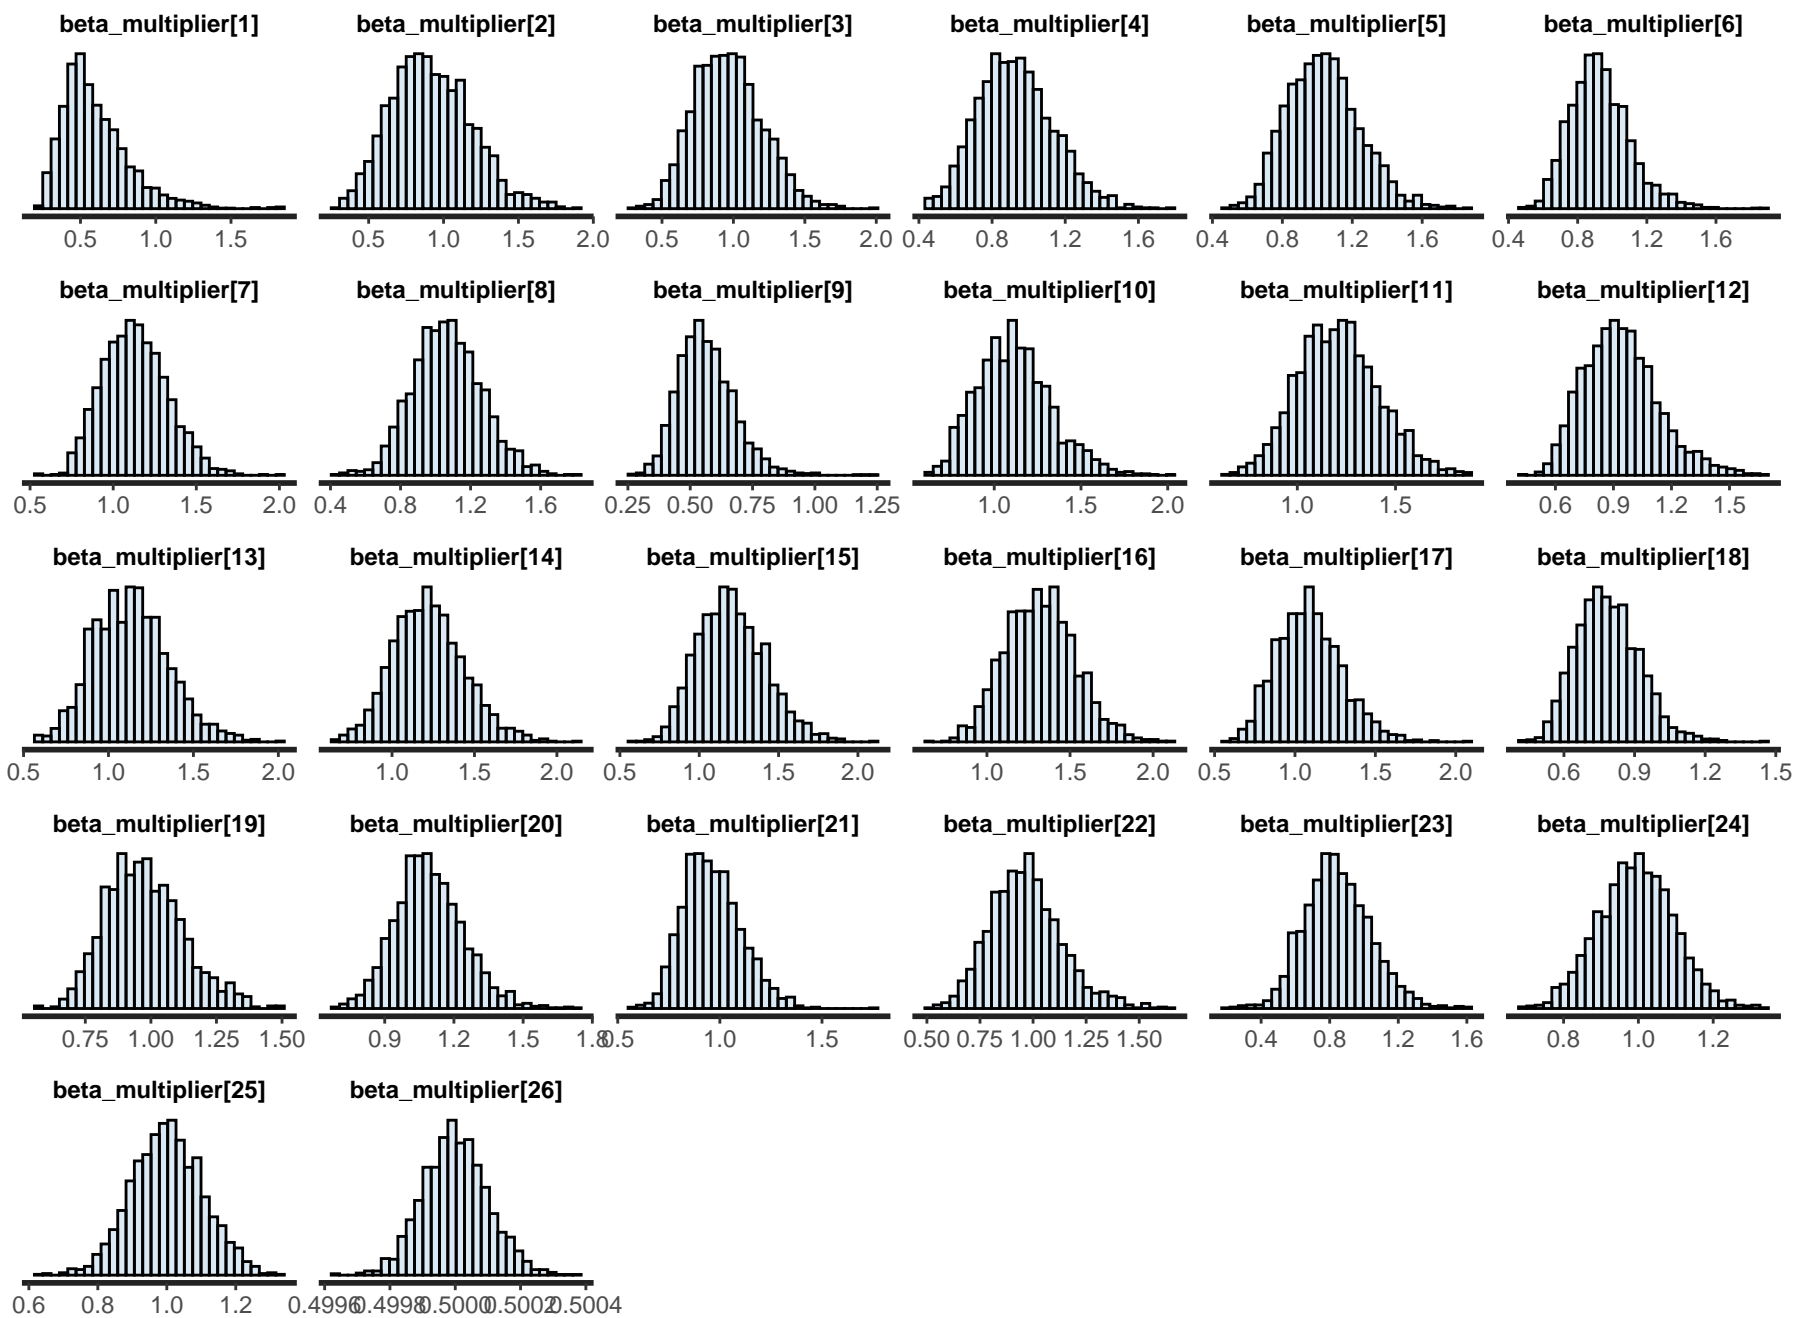 beta_multiplier[1] beta_multiplier[2] beta_multiplier[3] beta_multiplier[4] beta_multiplier[5] beta_multiplier[6]
0.5 1.0 1.5 0.5 1.0 1.5 2.0 0.5 1.0 1.5 2.0 0.4 0.8 1.2 1.6 0.4 0.8 1.2 1.6 0.4 0.8 1.2 1.6
beta_multiplier[7] beta_multiplier[8] beta_multiplier[9] beta_multiplier[10] beta_multiplier[11] beta_multiplier[12]
0.5 1.0 1.5 2.0 0.4 0.8 1.2 1.6 0.25 0.50 0.75 1.00 1.25 1.0 1.5 2.0 1.0 1.5 0.6 0.9 1.2 1.5
beta_multiplier[13] beta_multiplier[14] beta_multiplier[15] beta_multiplier[16] beta_multiplier[17] beta_multiplier[18]
0.5 1.0 1.5 2.0 1.0 1.5 2.0 0.5 1.0 1.5 2.0 1.0 1.5 2.0 0.5 1.0 1.5 2.0 0.6 0.9 1.2 1.5
beta_multiplier[19] beta_multiplier[20] beta_multiplier[21] beta_multiplier[22] beta_multiplier[23] beta_multiplier[24]
0.75 1.00 1.25 1.50 0.9 1.2 1.5 1.8 0.5 1.0 1.5 0.50 0.75 1.00 1.25 1.50 0.4 0.8 1.2 1.6 0.8 1.0 1.2
beta_multiplier[25] beta_multiplier[26]
0.6 0.8 1.0 1.2 0.4996 0.4998 0.5000 0.5002 0.5004